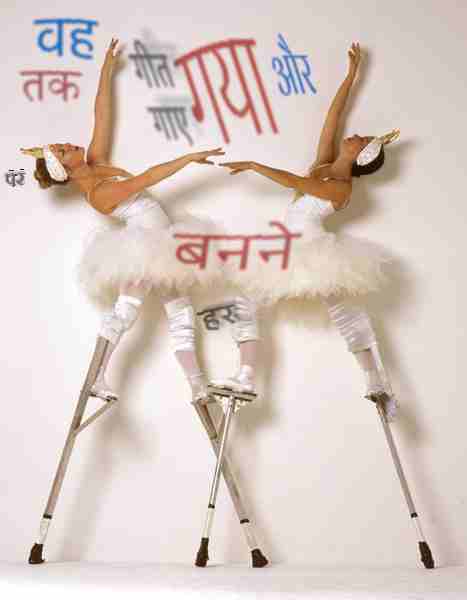 वह
तक
गीत
गाए
गया
और
पेरें
बनने
हर